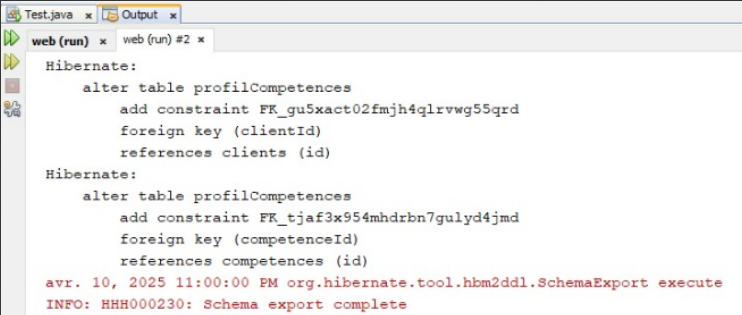 Test.java x Output x
web (run) x web (run) #2 x
Hibernate:
alter table profilCompetences
add constraint FK_gu5xact02fmjh4qlrvwg55qrd
foreign key (clientId)
references clients (id)
Hibernate:
alter table profilCompetences
add constraint FK_tjaf3x954mhdrbn7gulyd4jmd
foreign key (competenceId)
references competences (id)
avr. 10, 2025 11:00:00 PM org.hibernate.tool.hbm2ddl.SchemaExport execute
INFO: HHH000230: Schema export complete